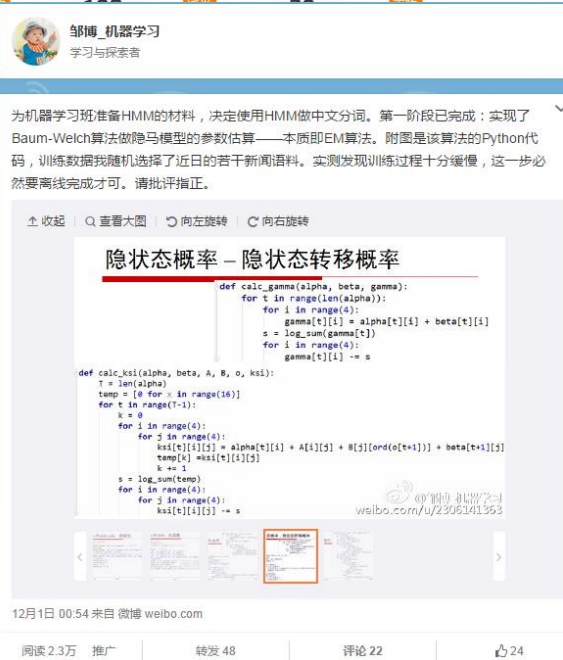 邹博_机器学习
学习与探索者
为机器学习班准备HMM的材料，决定使用HMM做中文分词。第一阶段已完成：实现了
Baum-Welch算法做隐马模型的参数估算——本质即EM算法。附图是该算法的Python代
码，训练数据我随机选择了近日的若干新闻语料。实测发现训练过程十分缓慢，这一步必
然要离线完成才可。请批评指正。
收起 查看大图 向左旋转 向右旋转
隐状态概率 – 隐状态转移概率
def calc_gamma(alpha, beta, gamma):
for t in range(len(alpha)):
for i in range(4):
gamma[t][i] = alpha[t][i] + beta[t][i]
s = log_sum(gamma[t])
for i in range(4):
gamma[t][i] -= s
def calc_ksi(alpha, beta, A, B, o, ksi):
T = len(alpha)
temp = [0 for x in range(16)]
for t in range(T-1):
k = 0
for i in range(4):
for j in range(4):
ksi[t][i][j] = alpha[t][i] + A[i][j] + B[j][ord(o[t+1])] + beta[t+1][j]
temp[k] =ksi[t][i][j]
k += 1
s = log_sum(temp)
for i in range(4):
for j in range(4):
ksi[t][i][j] -= s
@邹博_机器学习
weibo.com/u/2306141363
12月1日 00:54 来自 微博 weibo.com
阅读 2.3万 推广 转发 48 评论 22 24